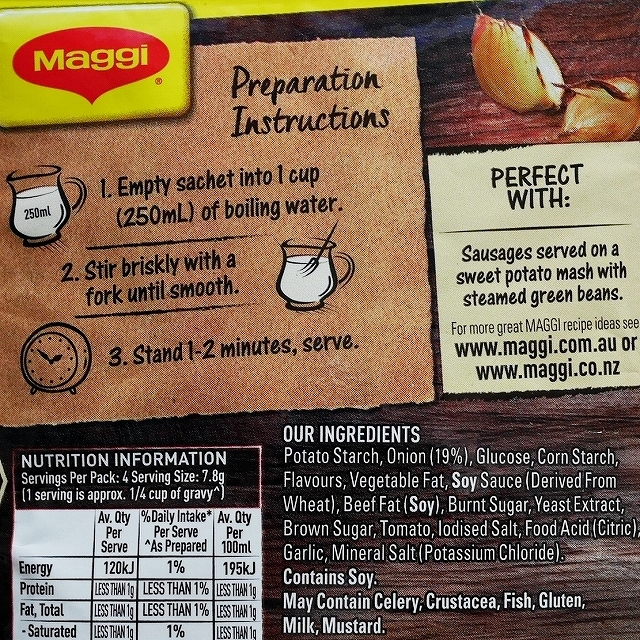 Maggi
®
Preparation
Instructions
250ml
1. Empty sachet into 1 cup
(250mL) of boiling water.
2. Stir briskly with a
fork until smooth.
3. Stand 1-2 minutes, serve.
PERFECT
WITH:
Sausages served on a
sweet potato mash with
steamed green beans.
For more great MAGGI recipe ideas see
www.maggi.com.au or
www.maggi.co.nz
NUTRITION INFORMATION
Servings Per Pack: 4 Serving Size: 7.8g
(1 serving is approx. 1/4 cup of gravy^)
Av. Qty Per Serve %Daily Intake* Per Serve ^As Prepared Av. Qty Per 100mL
Energy 120kJ 1% 195kJ
Protein LESS THAN 1g LESS THAN 1% LESS THAN 1g
Fat, Total LESS THAN 1g LESS THAN 1% LESS THAN 1g
- Saturated LESS THAN 1g 1% LESS THAN 1g
OUR INGREDIENTS
Potato Starch, Onion (19%), Glucose, Corn Starch,
Flavours, Vegetable Fat, Soy Sauce (Derived From
Wheat), Beef Fat (Soy), Burnt Sugar, Yeast Extract,
Brown Sugar, Tomato, Iodised Salt, Food Acid (Citric),
Garlic, Mineral Salt (Potassium Chloride).
Contains Soy.
May Contain Celery, Crustacea, Fish, Gluten,
Milk, Mustard.